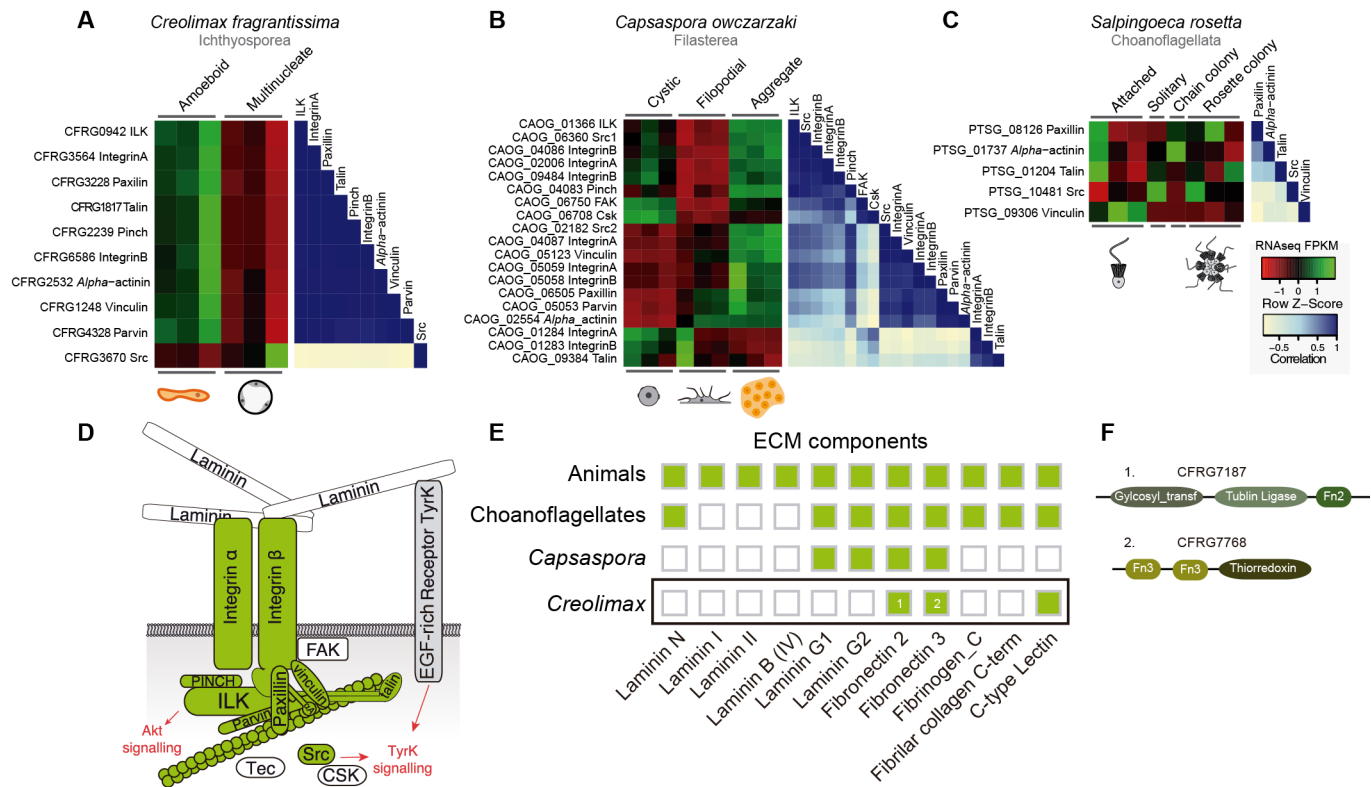 A
Creolimax fragrantissima
Ichthyosporea
Amoeboid
Multinucleate
CFRG0942 ILK
CFRG3564 IntegrinA
CFRG3228 Paxilin
CFRG1817 Talin
CFRG2239 Pinch
CFRG6586 IntegrinB
CFRG2532 Alpha-actinin
CFRG1248 Vinculin
CFRG4328 Parvin
CFRG3670 Src
ILK
IntegrinA
Paxillin
Talin
Pinch
IntegrinB
Alpha-actinin
Vinculin
Parvin
Src
B
Capsaspora owczarzaki
Filasterea
Cystic
Filopodial
Aggregate
CAOG_01366 ILK
CAOG_06360 Src1
CAOG_04086 IntegrinB
CAOG_02006 IntegrinA
CAOG_09484 IntegrinB
CAOG_04083 Pinch
CAOG_06750 FAK
CAOG_06708 Csk
CAOG_02182 Src2
CAOG_04087 IntegrinA
CAOG_05123 Vinculin
CAOG_05059 IntegrinA
CAOG_05058 IntegrinB
CAOG_06505 Paxillin
CAOG_05053 Parvin
CAOG_02554 Alpha_actinin
CAOG_01284 IntegrinA
CAOG_01283 IntegrinB
CAOG_09384 Talin
ILK
Src
IntegrinB
IntegrinA
IntegrinB
Pinch
FAK
Csk
Src
IntegrinA
Vinculin
IntegrinA
IntegrinB
Paxillin
Parvin
Alpha-actinin
IntegrinA
IntegrinB
Talin
C
Salpingoeca rosetta
Choanoflagellata
Attached
Solitary
Chain colony
Rosette colony
PTSG_08126 Paxillin
PTSG_01737 Alpha-actinin
PTSG_01204 Talin
PTSG_10481 Src
PTSG_09306 Vinculin
Paxillin
Alpha-actinin
Talin
Src
Vinculin
RNAseq FPKM
-1 0 1
Row Z-Score
-0.5 0 0.5 1
Correlation
D
Laminin
Laminin
Laminin
Integrin α
Integrin β
EGF-rich Receptor TyrK
FAK
PINCH
ILK
Parvin
Paxillin
vinculin
talin
Akt
signalling
Src
CSK
Tec
TyrK
signalling
E
ECM components
Animals
Choanoflagellates
Capsaspora
Creolimax
1
2
Laminin N
Laminin I
Laminin II
Laminin B (IV)
Laminin G1
Laminin G2
Fibronectin 2
Fibronectin 3
Fibrinogen_C
Fibrilar collagen C-term
C-type Lectin
F
1. CFRG7187
Gylcosyl_transf
Tublin Ligase
Fn2
2. CFRG7768
Fn3
Fn3
Thiorredoxin